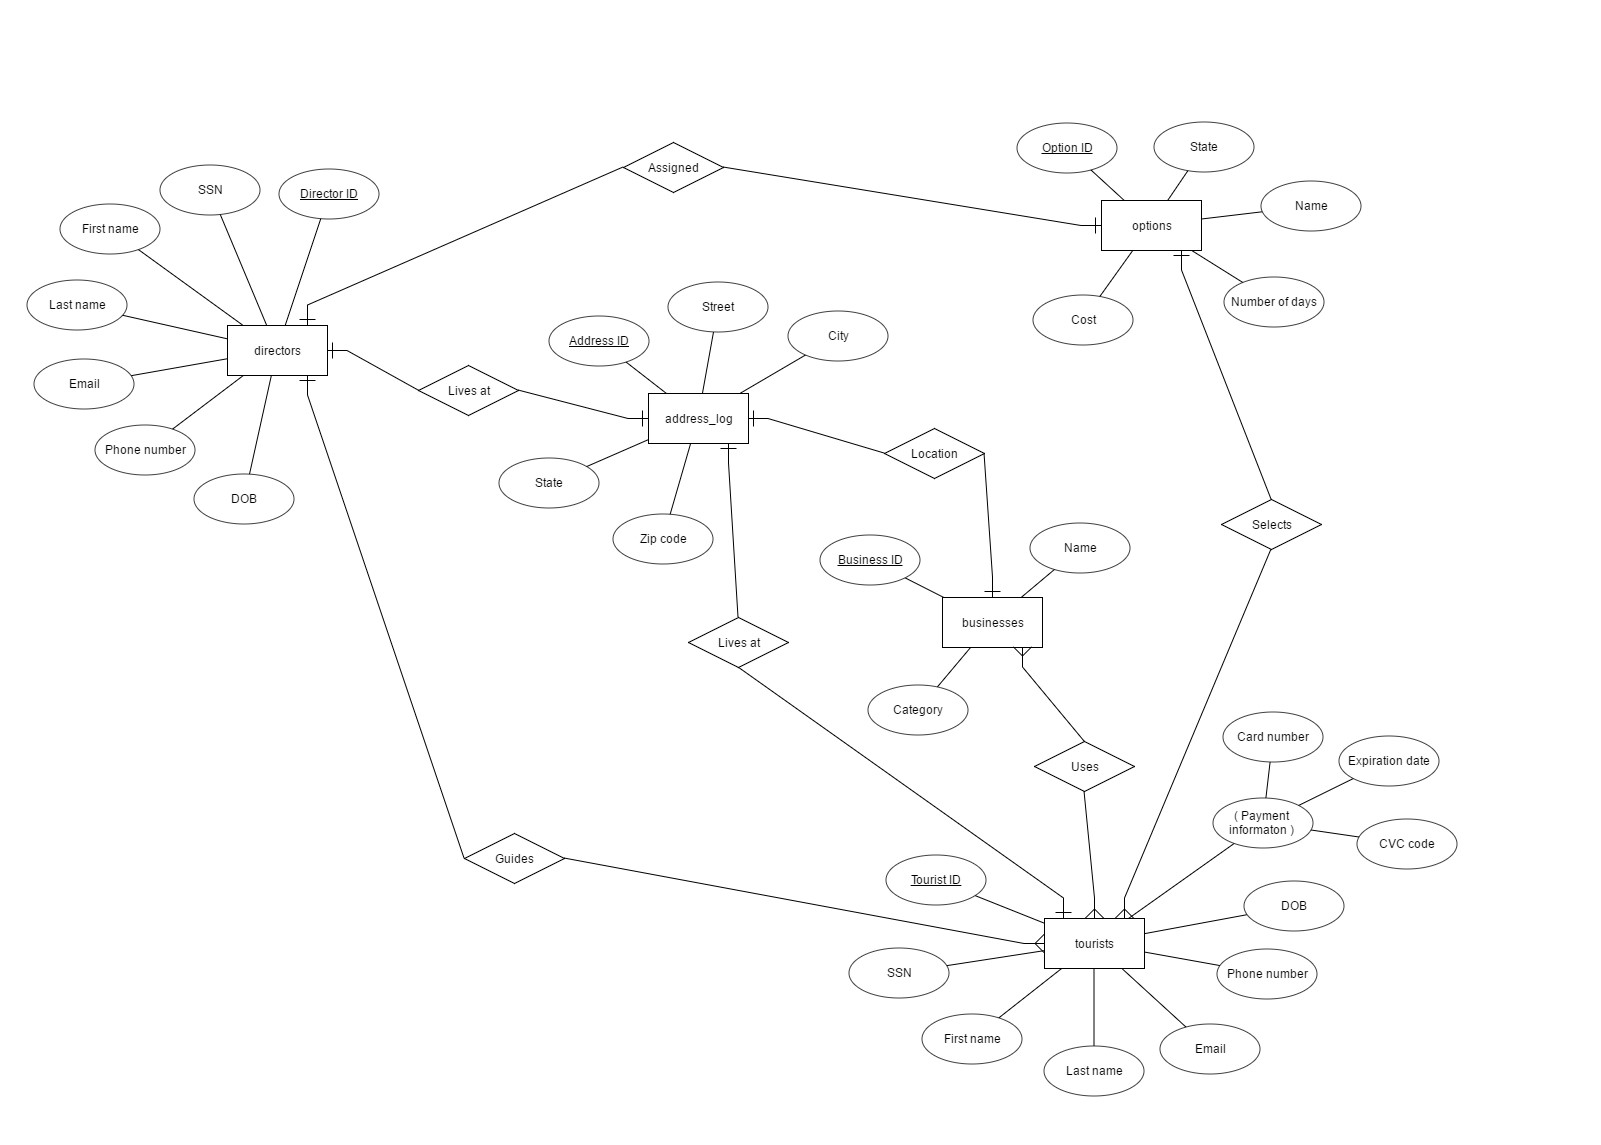 Option ID
State
Assigned
SSN
Director ID
Name
First name
options
Last name
Street
Number of days
Cost
City
Address ID
directors
Email
Lives at
address_log
Phone number
Location
State
DOB
Selects
Zip code
Name
Business ID
businesses
Lives at
Category
Card number
Expiration date
Uses
( Payment
informaton )
CVC code
Guides
Tourist ID
DOB
tourists
SSN
Phone number
First name
Email
Last name